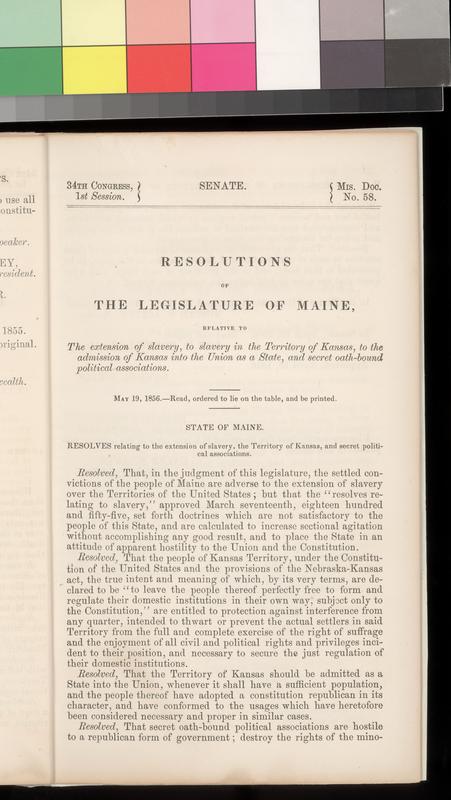 S.
use all
onstitu-
peaker.
EY,
resident.
R.
1855.
riginal.
ealth.
34TH CONGRESS, } SENATE. { MIS. DOC.
1st Session. } { No. 58.
RESOLUTIONS
OF
THE LEGISLATURE OF MAINE,
RELATIVE TO
The extension of slavery, to slavery in the Territory of Kansas, to the
admission of Kansas into the Union as a State, and secret oath-bound
political associations.
MAY 19, 1856.—Read, ordered to lie on the table, and be printed.
STATE OF MAINE.
RESOLVES relating to the extension of slavery, the Territory of Kansas, and secret politi-
cal associations.
Resolved, That, in the judgment of this legislature, the settled con-
victions of the people of Maine are adverse to the extension of slavery
over the Territories of the United States; but that the "resolves re-
lating to slavery," approved March seventeenth, eighteen hundred
and fifty-five, set forth doctrines which are not satisfactory to the
people of this State, and are calculated to increase sectional agitation
without accomplishing any good result, and to place the State in an
attitude of apparent hostility to the Union and the Constitution.
Resolved, That the people of Kansas Territory, under the Constitu-
tion of the United States and the provisions of the Nebraska-Kansas
act, the true intent and meaning of which, by its very terms, are de-
clared to be "to leave the people thereof perfectly free to form and
regulate their domestic institutions in their own way, subject only to
the Constitution," are entitled to protection against interference from
any quarter, intended to thwart or prevent the actual settlers in said
Territory from the full and complete exercise of the right of suffrage
and the enjoyment of all civil and political rights and privileges inci-
dent to their position, and necessary to secure the just regulation of
their domestic institutions.
Resolved, That the Territory of Kansas should be admitted as a
State into the Union, whenever it shall have a sufficient population,
and the people thereof have adopted a constitution republican in its
character, and have conformed to the usages which have heretofore
been considered necessary and proper in similar cases.
Resolved, That secret oath-bound political associations are hostile
to a republican form of government; destroy the rights of the mino-